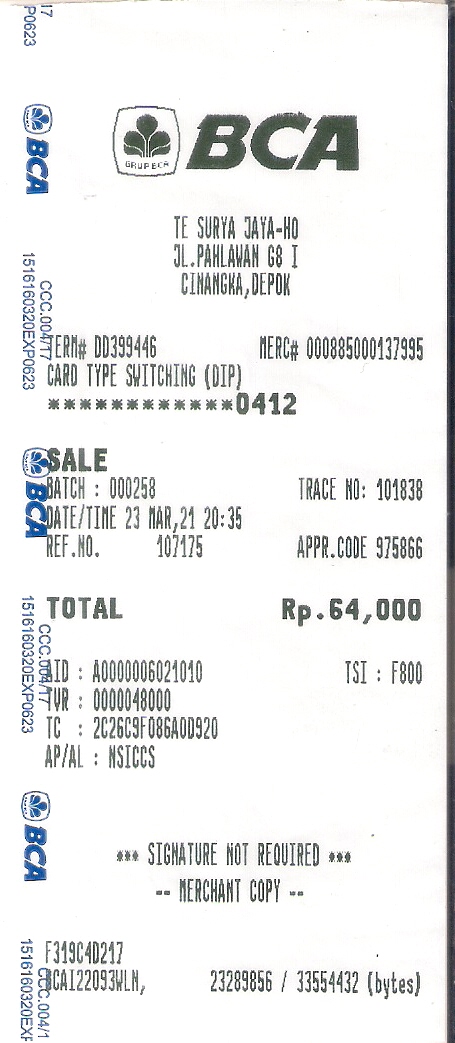 GRUP BCA
BCA
TE SURYA JAYA-HO
JL.PAHLAWAN G8 I
CINANGKA,DEPOK
TERM# DD399446 MERC# 000885000137995
CARD TYPE SWITCHING (DIP)
************0412
SALE
BATCH : 000258 TRACE NO: 101838
DATE/TIME 23 MAR,21 20:35
REF.NO. 107175 APPR.CODE 975866
TOTAL Rp.64,000
AID : A0000006021010 TSI : F800
TVR : 0000048000
TC : 2C26C9F086A0D920
AP/AL : NSICCS
*** SIGNATURE NOT REQUIRED ***
-- MERCHANT COPY --
F319C4D217
BCAI22093WLN, 23289856 / 33554432 (bytes)
17
P0623
BCA
CCC.004/17
1516160320EXP0623
BCA
CCC.004/17
1516160320EXP0623
BCA
CCC.004/1
1516160320EXP